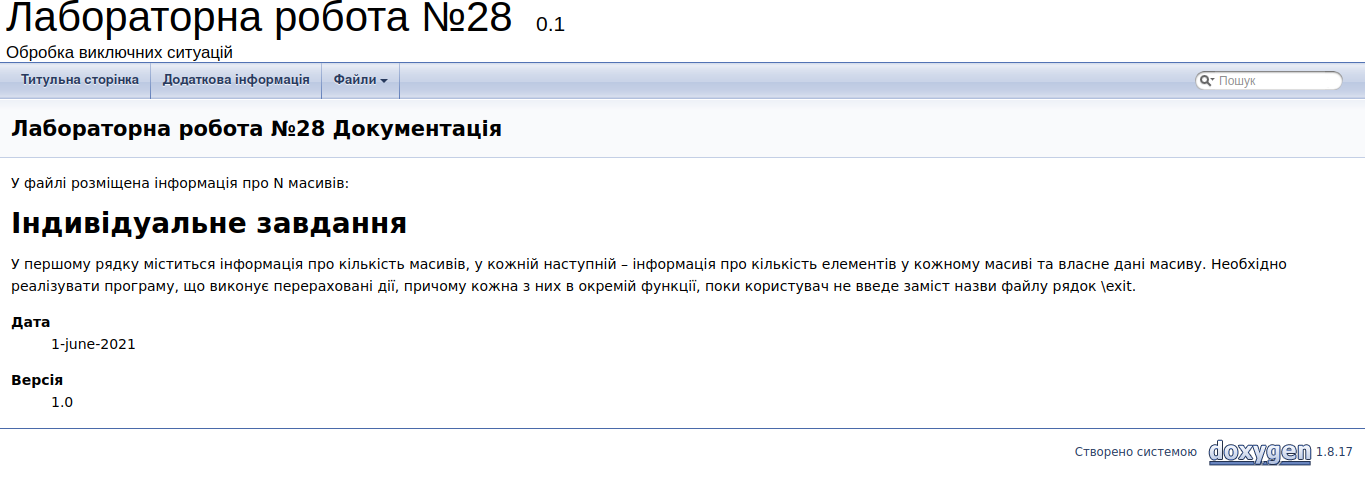 Лабораторна робота №28 0.1
Обробка виключних ситуацій
Титульна сторінка Додаткова інформація Файли Пошук
Лабораторна робота №28 Документація
У файлі розміщена інформація про N масивів:
Індивідуальне завдання
У першому рядку міститься інформація про кількість масивів, у кожній наступній – інформація про кількість елементів у кожному масиві та власне дані масиву. Необхідно
реалізувати програму, що виконує перераховані дії, причому кожна з них в окремій функції, поки користувач не введе заміст назви файлу рядок \exit.
Дата
1-june-2021
Версія
1.0
Створено системою doxygen 1.8.17